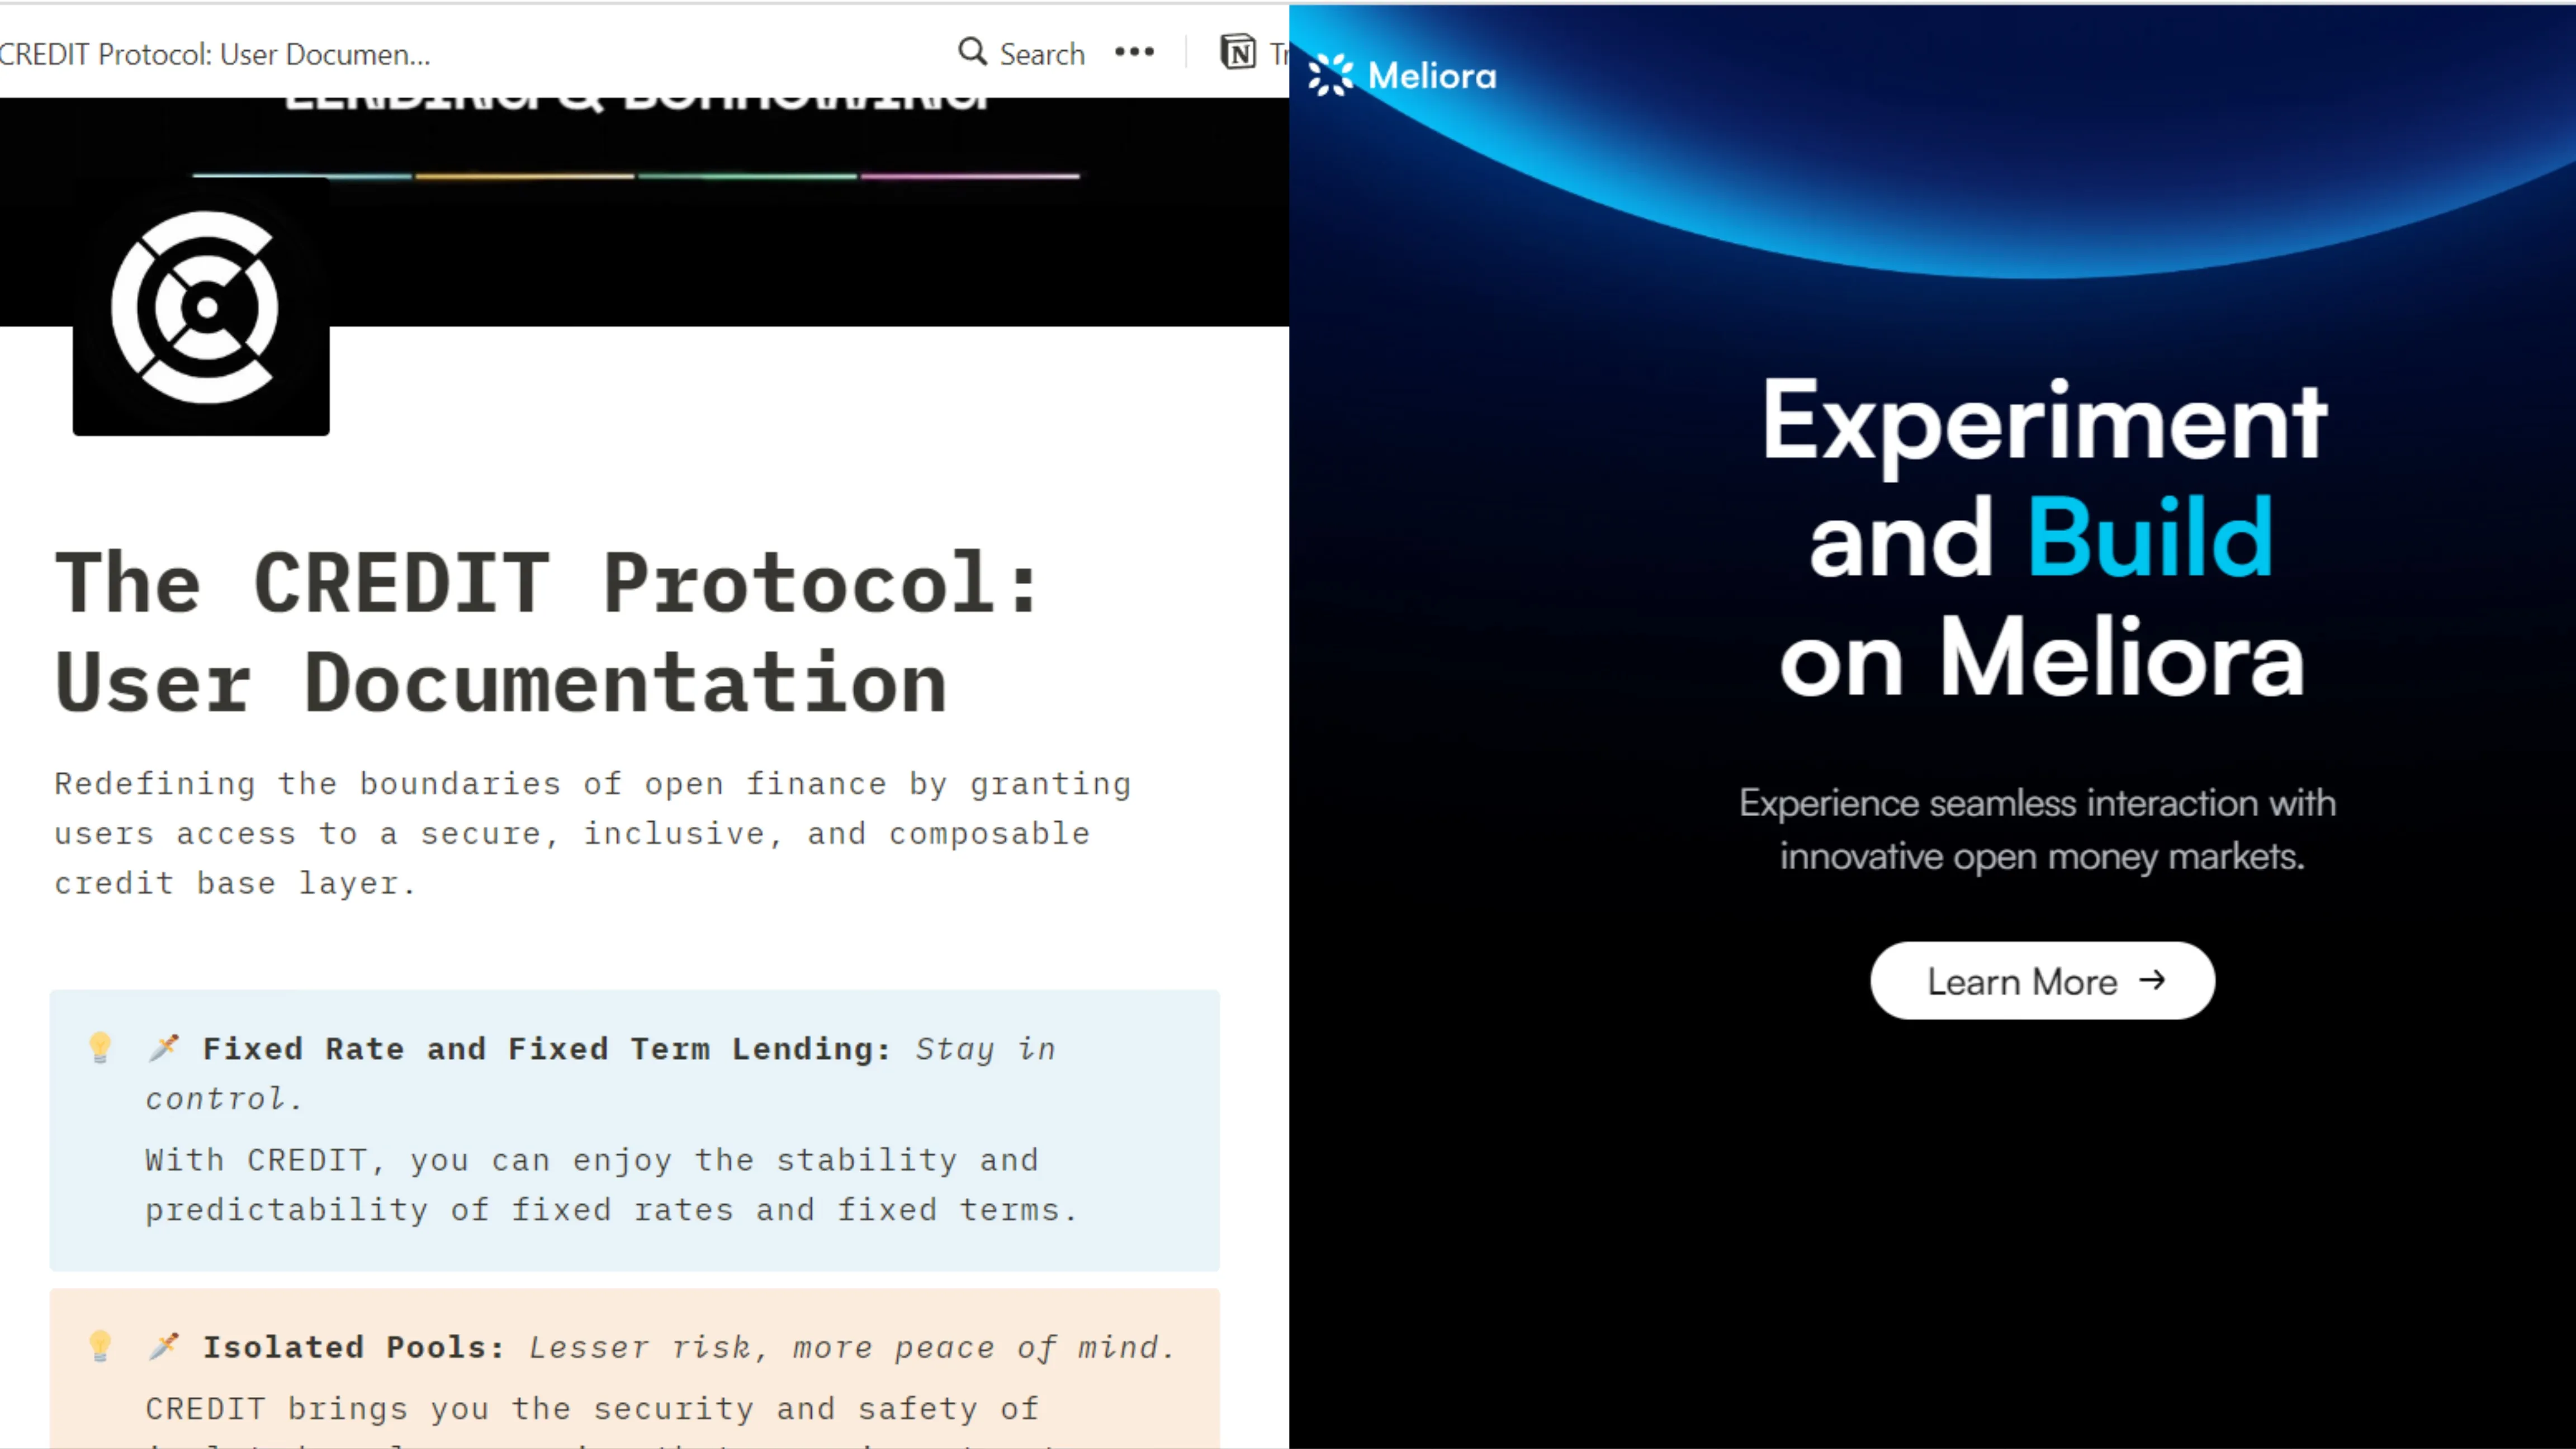 CREDIT Protocol: User Documen...
Search
LENDING & BORROWING
The CREDIT Protocol:
User Documentation
Redefining the boundaries of open finance by granting
users access to a secure, inclusive, and composable
credit base layer.
Fixed Rate and Fixed Term Lending: Stay in
control.
With CREDIT, you can enjoy the stability and
predictability of fixed rates and fixed terms.
Isolated Pools: Lesser risk, more peace of mind.
CREDIT brings you the security and safety of
Meliora
Experiment
and Build
on Meliora
Experience seamless interaction with
innovative open money markets.
Learn More →